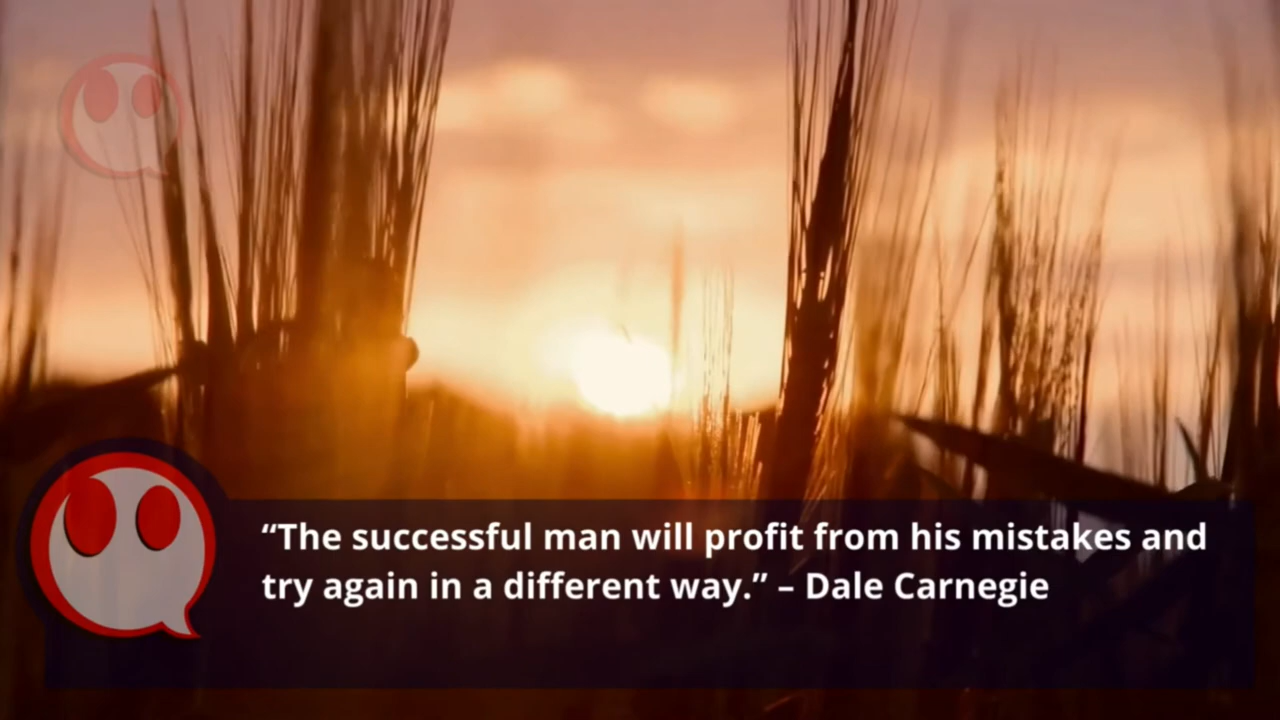 “The successful man will profit from his mistakes and
try again in a different way.” – Dale Carnegie